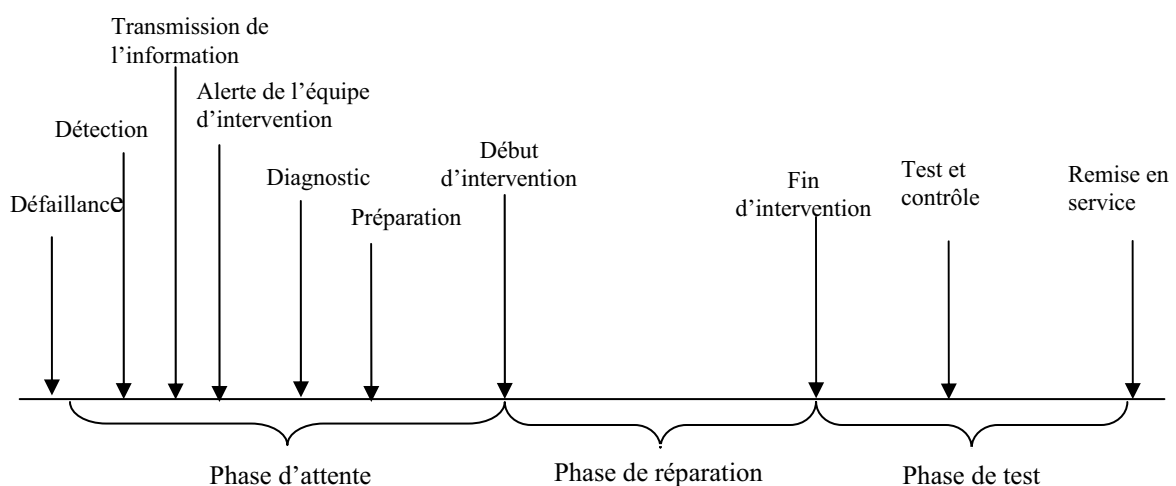 Transmission de
l’information
Alerte de l’équipe
d’intervention
Détection
Défaillance
Diagnostic
Préparation
Début
d’intervention
Fin
d’intervention
Test et
contrôle
Remise en
service
Phase d’attente
Phase de réparation
Phase de test